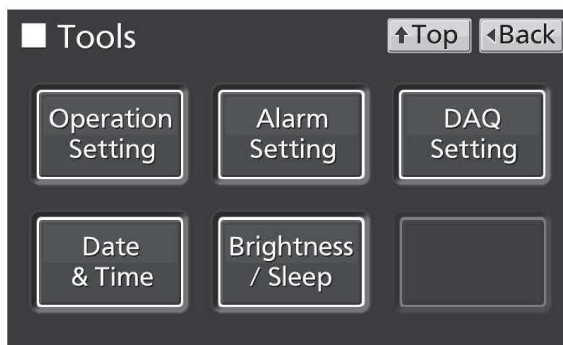 Tools
Top
Back
Operation
Setting
Alarm
Setting
DAQ
Setting
Date
& Time
Brightness
/ Sleep